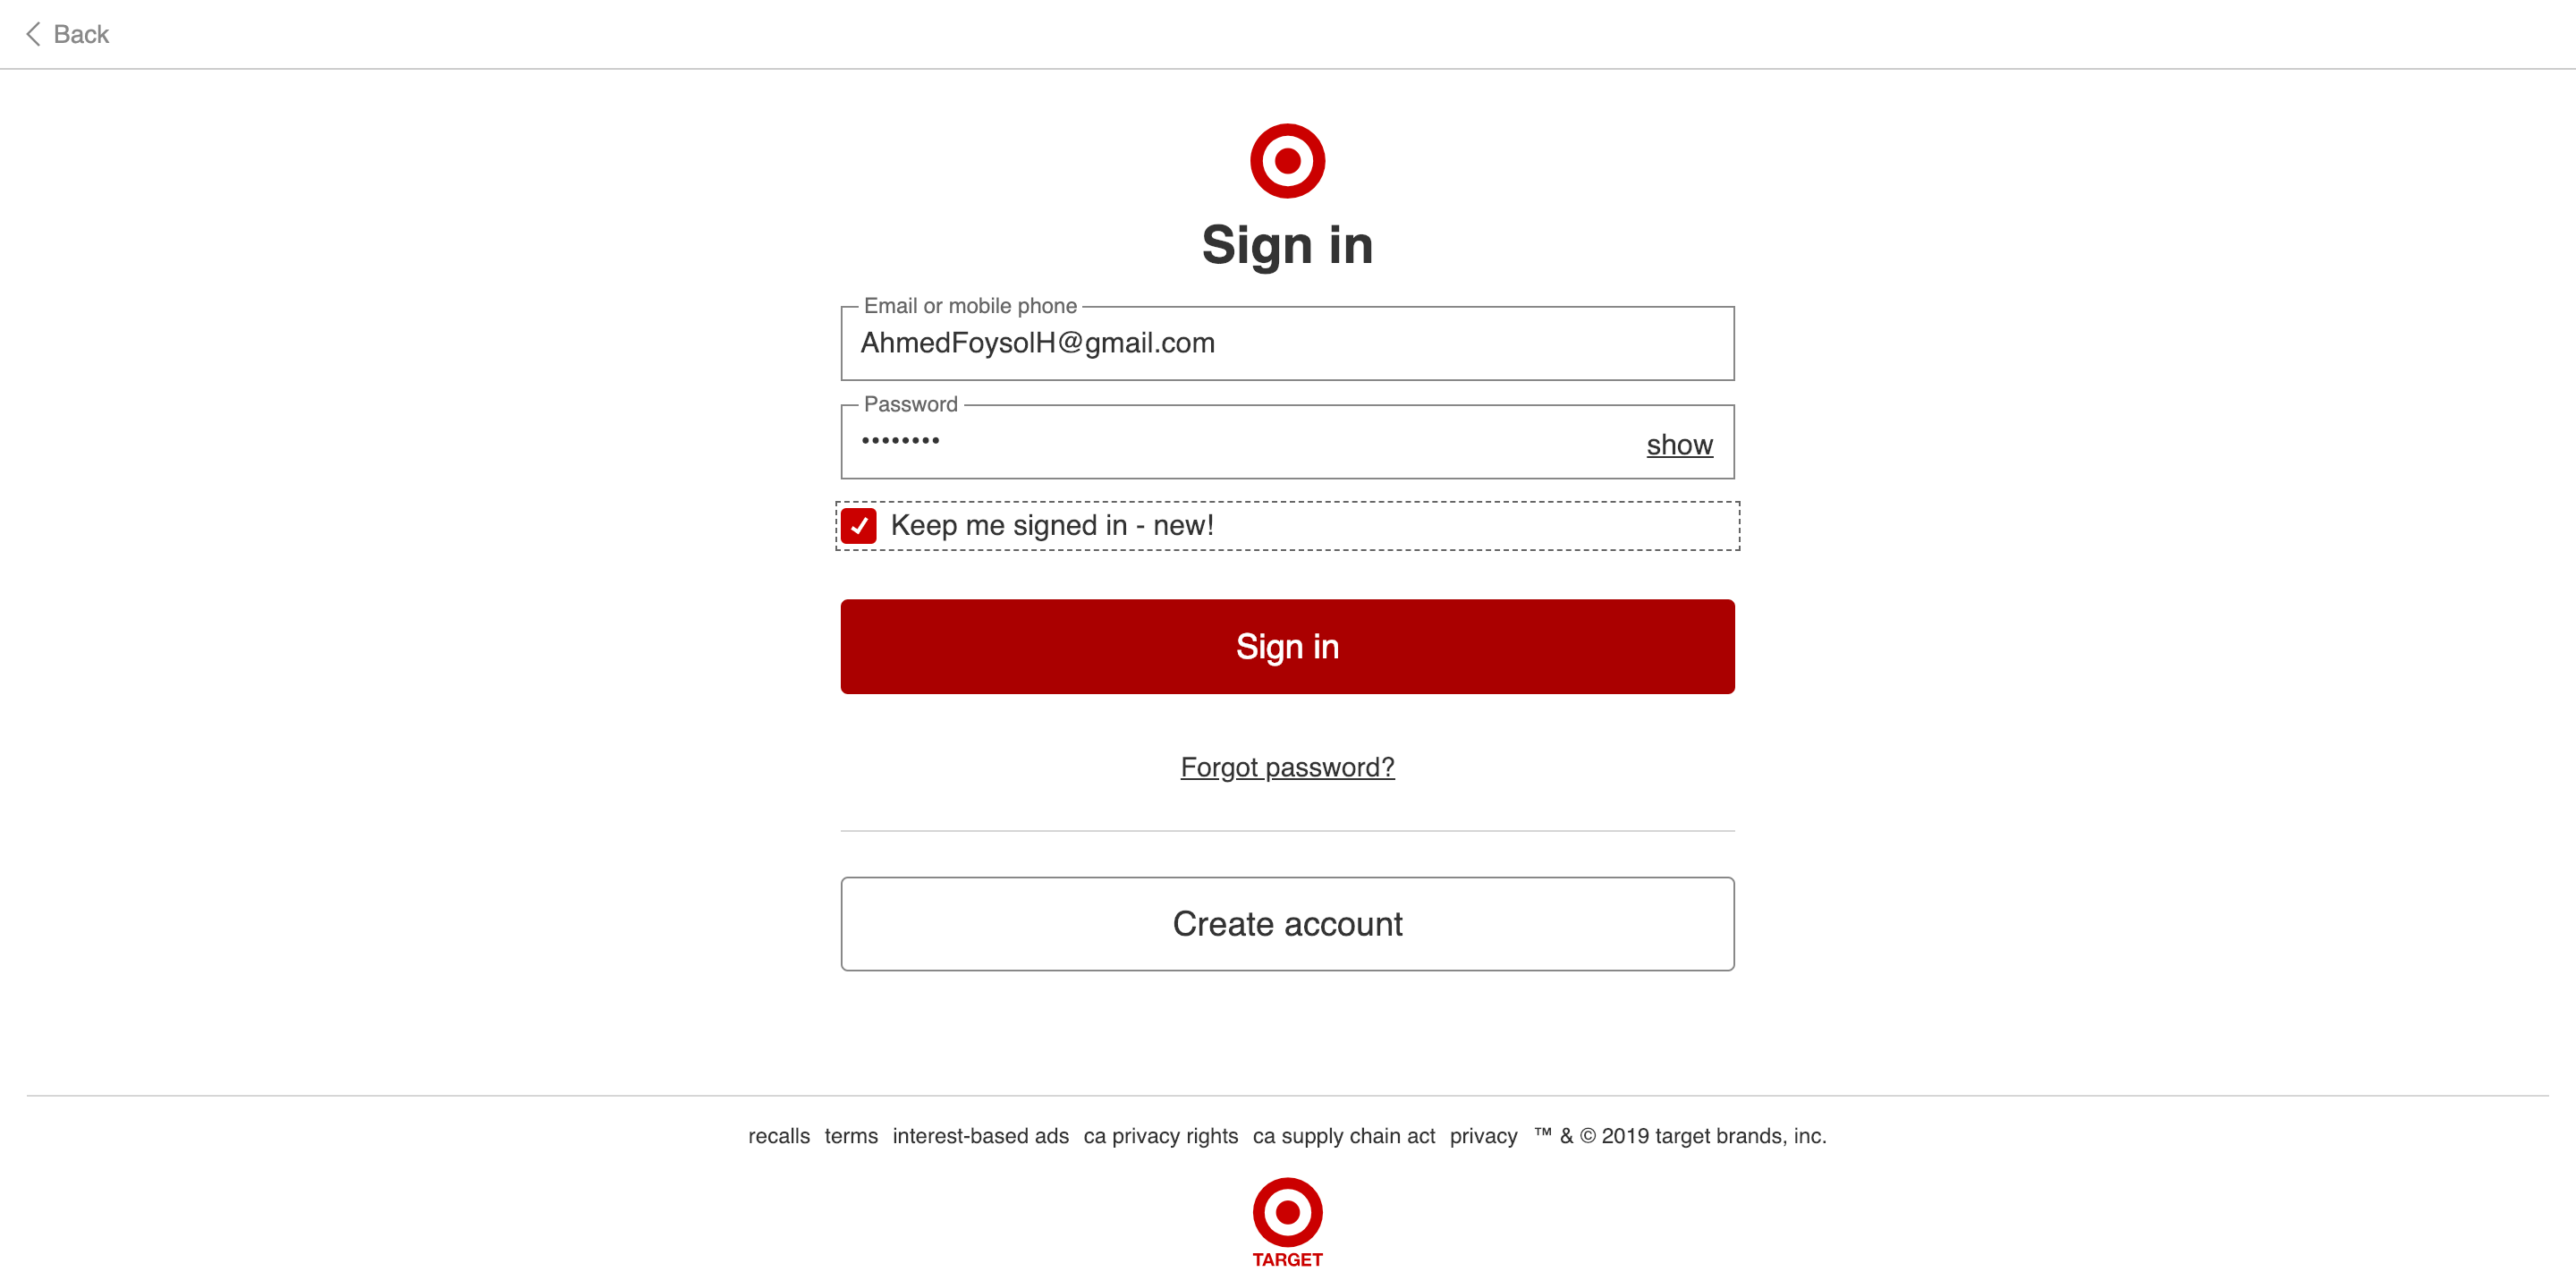 Back
Sign in
Email or mobile phone
AhmedFoysolH@gmail.com
Password
••••••••
show
Keep me signed in - new!
Sign in
Forgot password?
Create account
recalls terms interest-based ads ca privacy rights ca supply chain act privacy ™ & © 2019 target brands, inc.
TARGET